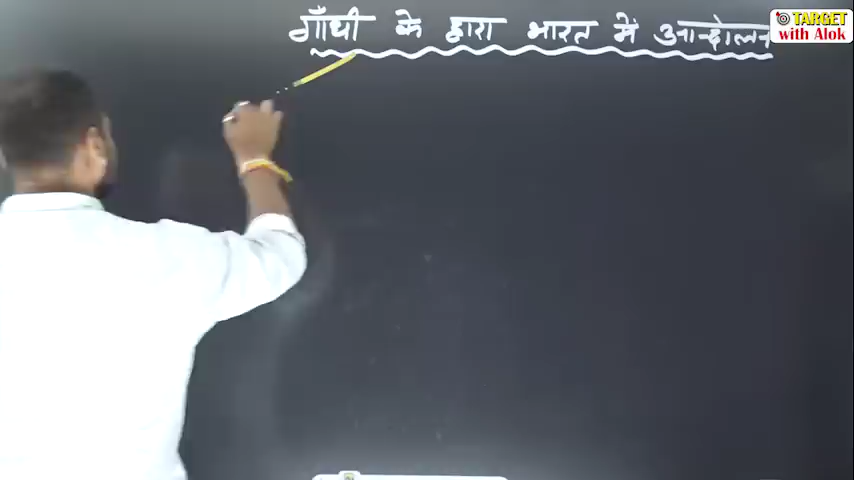 गाँधी के द्वारा भारत में आन्दोलन
TARGET
with Alok